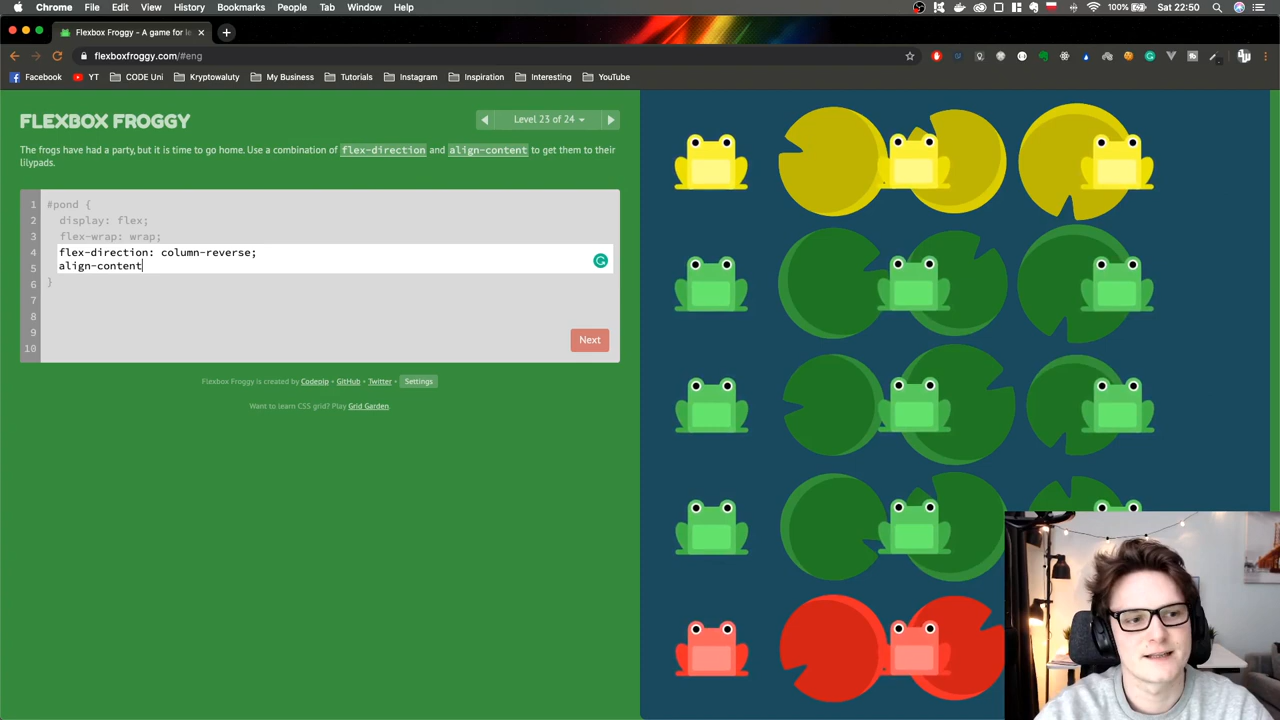 Chrome File Edit View History Bookmarks People Tab Window Help
100% Sat 22:50
Flexbox Froggy - A game for le
flexboxfroggy.com/#eng
Facebook YT CODE Uni Kryptowaluty My Business Tutorials Instagram Inspiration Interesting YouTube
FLEXBOX FROGGY
Level 23 of 24
The frogs have had a party, but it is time to go home. Use a combination of flex-direction and align-content to get them to their
lilypads.
1 #pond {
2 display: flex;
3 flex-wrap: wrap;
4 flex-direction: column-reverse;
5 align-content
6 }
7
8
9
10
Next
Flexbox Froggy is created by Codepip • GitHub • Twitter • Settings
Want to learn CSS grid? Play Grid Garden.